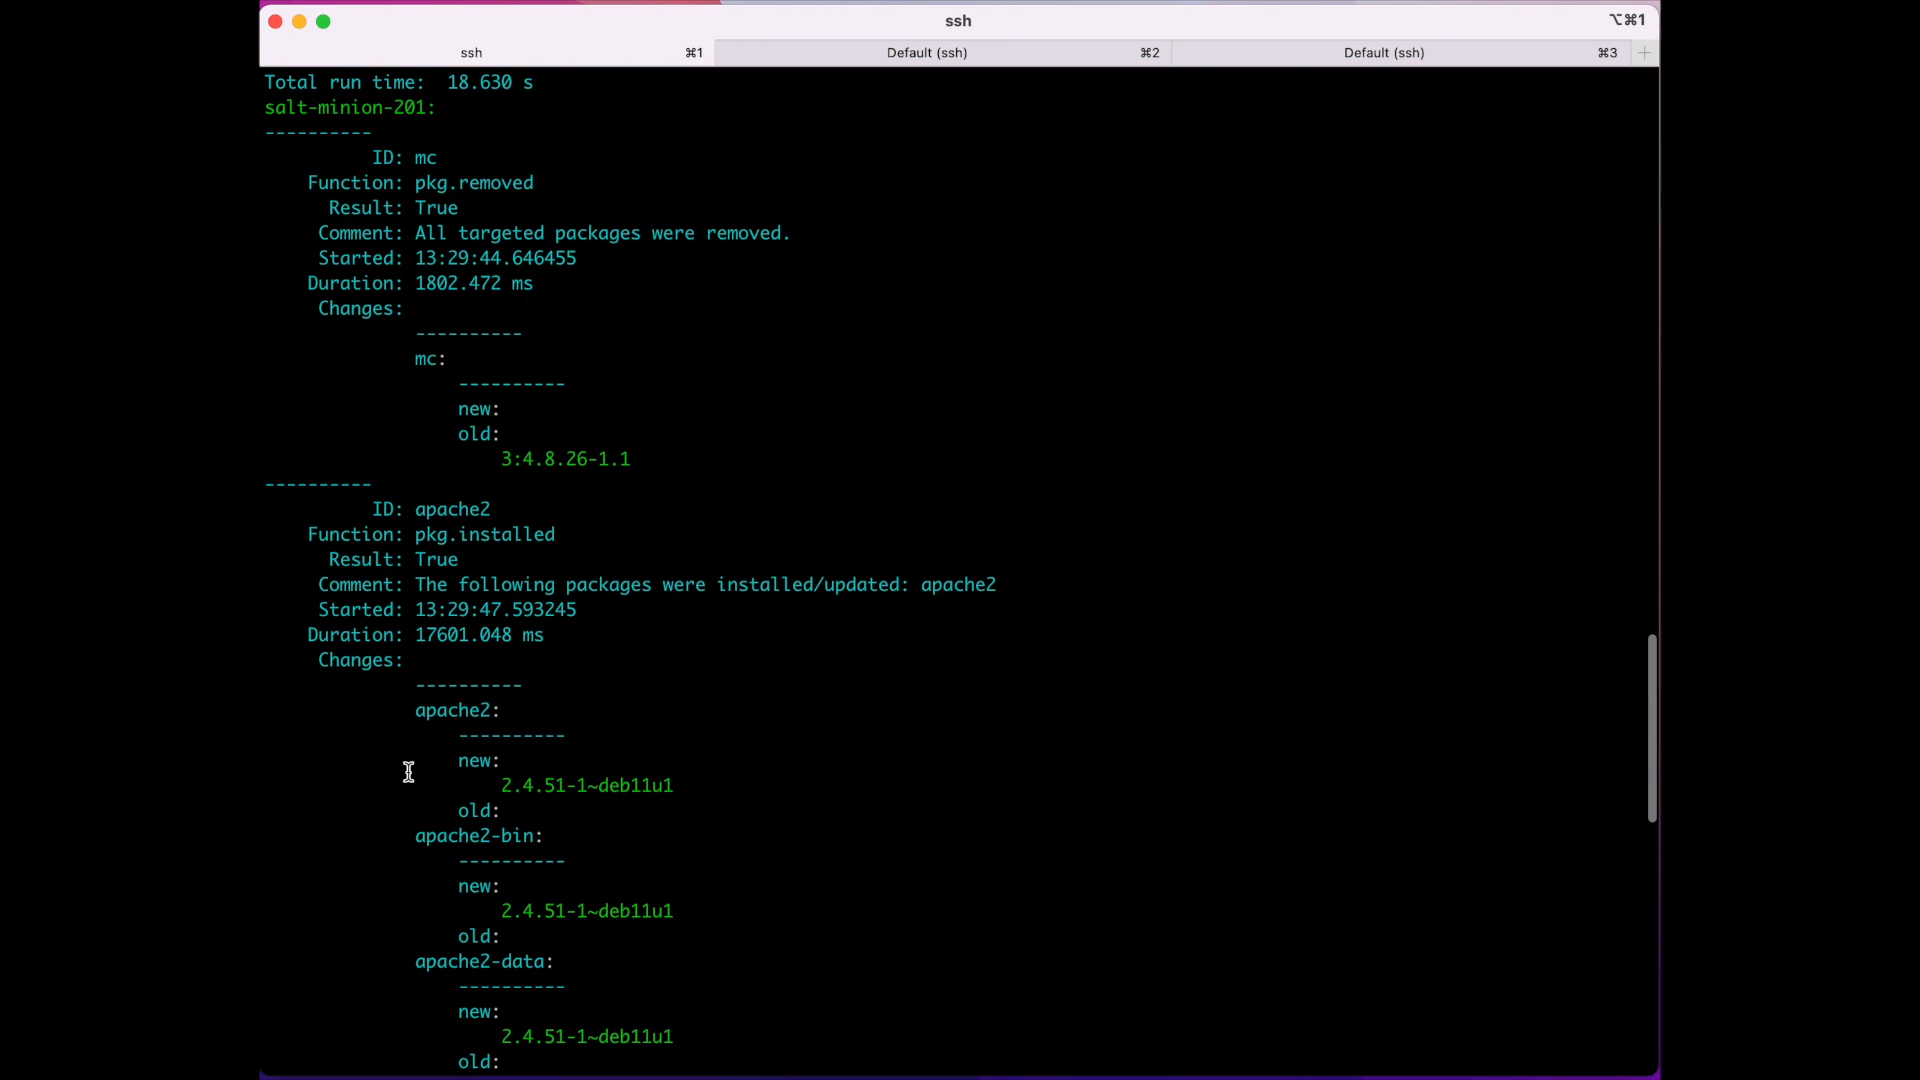 ssh
⌥⌘1
ssh ⌘1 Default (ssh) ⌘2 Default (ssh) ⌘3 +
Total run time:  18.630 s
salt-minion-201:
----------
          ID: mc
    Function: pkg.removed
      Result: True
     Comment: All targeted packages were removed.
     Started: 13:29:44.646455
    Duration: 1802.472 ms
     Changes:
              ----------
              mc:
                  ----------
                  new:
                  old:
                      3:4.8.26-1.1
----------
          ID: apache2
    Function: pkg.installed
      Result: True
     Comment: The following packages were installed/updated: apache2
     Started: 13:29:47.593245
    Duration: 17601.048 ms
     Changes:
              ----------
              apache2:
                  ----------
                  new:
                      2.4.51-1~deb11u1
                  old:
              apache2-bin:
                  ----------
                  new:
                      2.4.51-1~deb11u1
                  old:
              apache2-data:
                  ----------
                  new:
                      2.4.51-1~deb11u1
                  old: